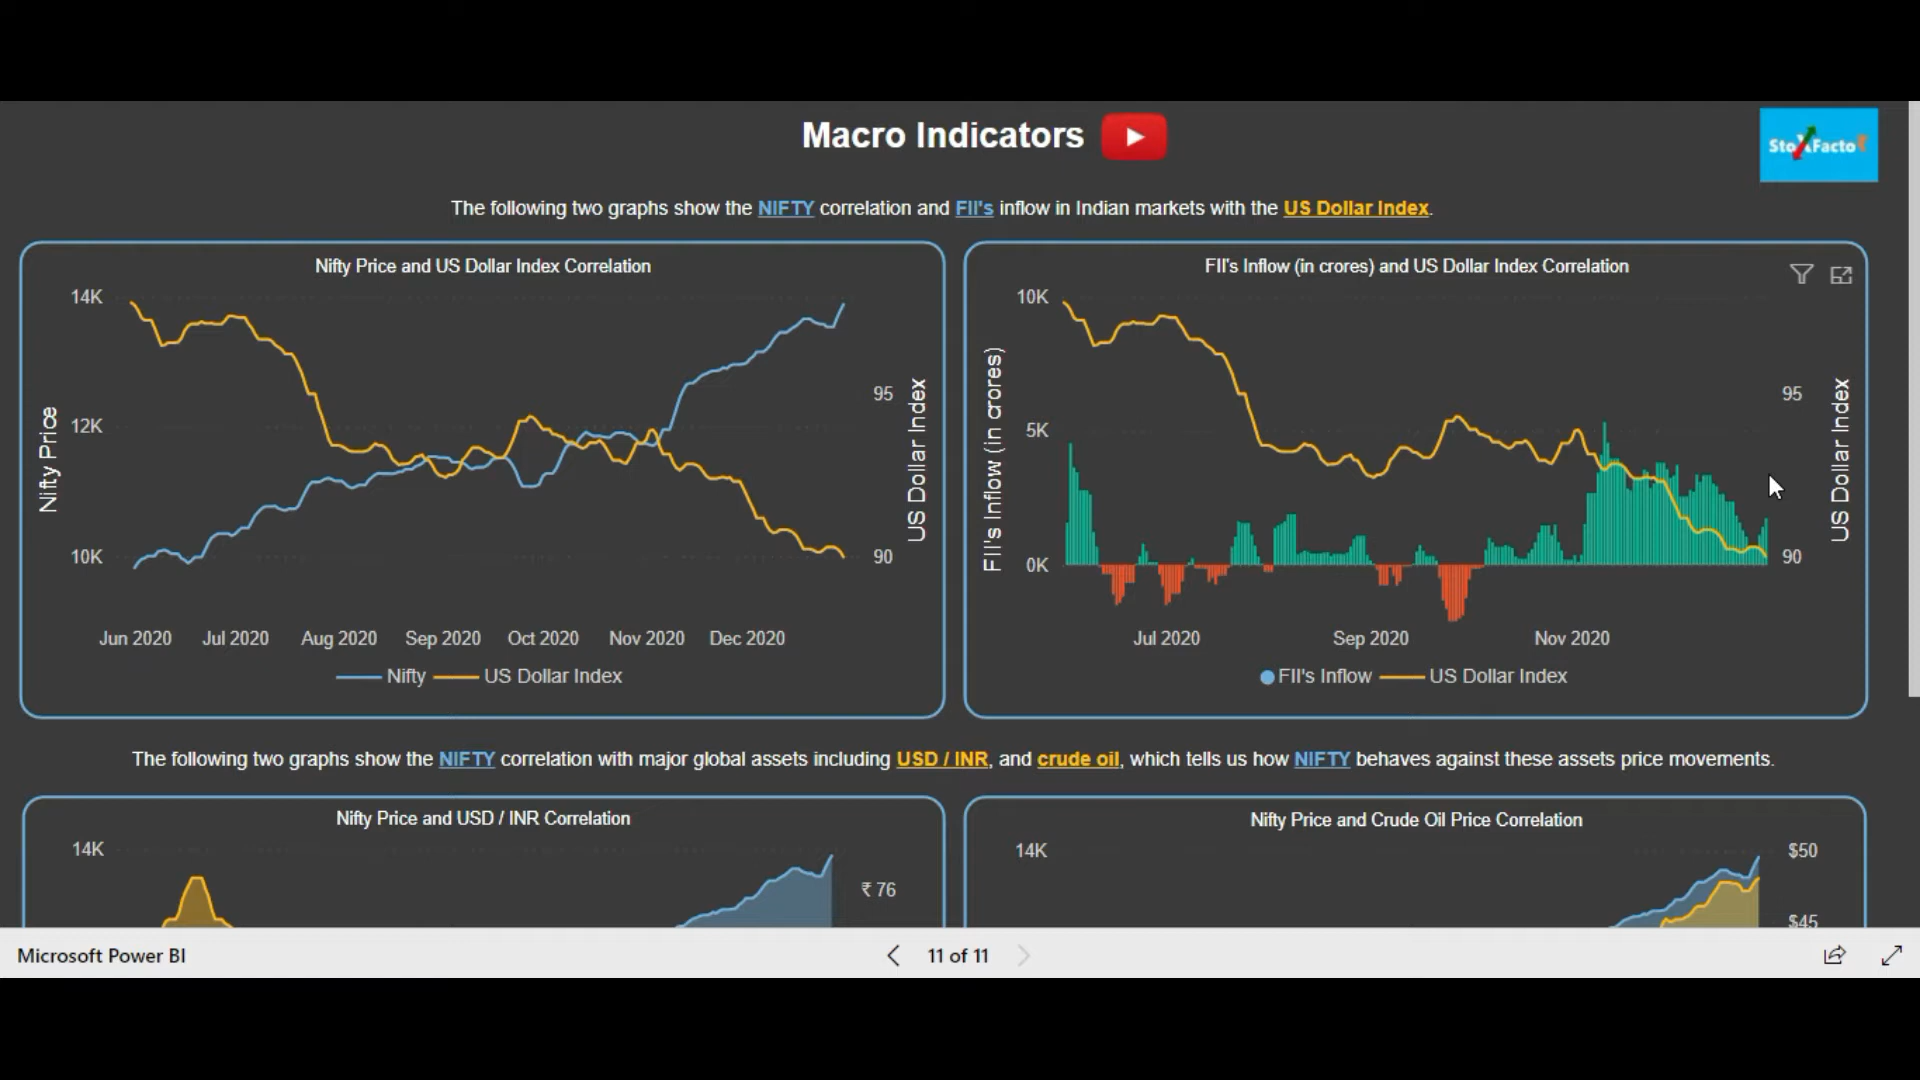 Macro Indicators
StoXFactor
The following two graphs show the NIFTY correlation and FII's inflow in Indian markets with the US Dollar Index.
Nifty Price and US Dollar Index Correlation
14K
12K
10K
Nifty Price
95
90
US Dollar Index
Jun 2020 Jul 2020 Aug 2020 Sep 2020 Oct 2020 Nov 2020 Dec 2020
Nifty US Dollar Index
FII's Inflow (in crores) and US Dollar Index Correlation
10K
5K
0K
FII's Inflow (in crores)
95
90
US Dollar Index
Jul 2020 Sep 2020 Nov 2020
FII's Inflow US Dollar Index
The following two graphs show the NIFTY correlation with major global assets including USD / INR, and crude oil, which tells us how NIFTY behaves against these assets price movements.
Nifty Price and USD / INR Correlation
14K
₹ 76
Nifty Price and Crude Oil Price Correlation
14K
$50
$45
Microsoft Power BI
11 of 11